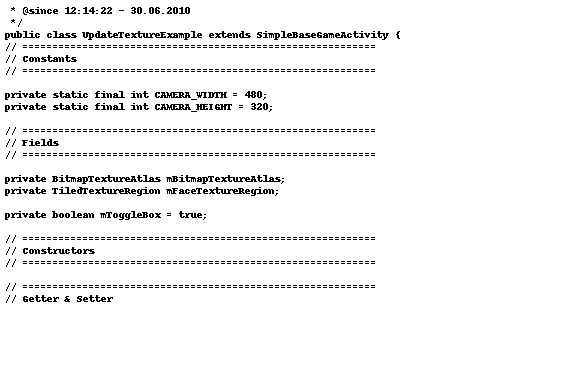 * @since 12:14:22 - 30.06.2010
 */
public class UpdateTextureExample extends SimpleBaseGameActivity {
// ===========================================================
// Constants
// ===========================================================

private static final int CAMERA_WIDTH = 480;
private static final int CAMERA_HEIGHT = 320;

// ===========================================================
// Fields
// ===========================================================

private BitmapTextureAtlas mBitmapTextureAtlas;
private TiledTextureRegion mFaceTextureRegion;

private boolean mToggleBox = true;

// ===========================================================
// Constructors
// ===========================================================

// ===========================================================
// Getter & Setter